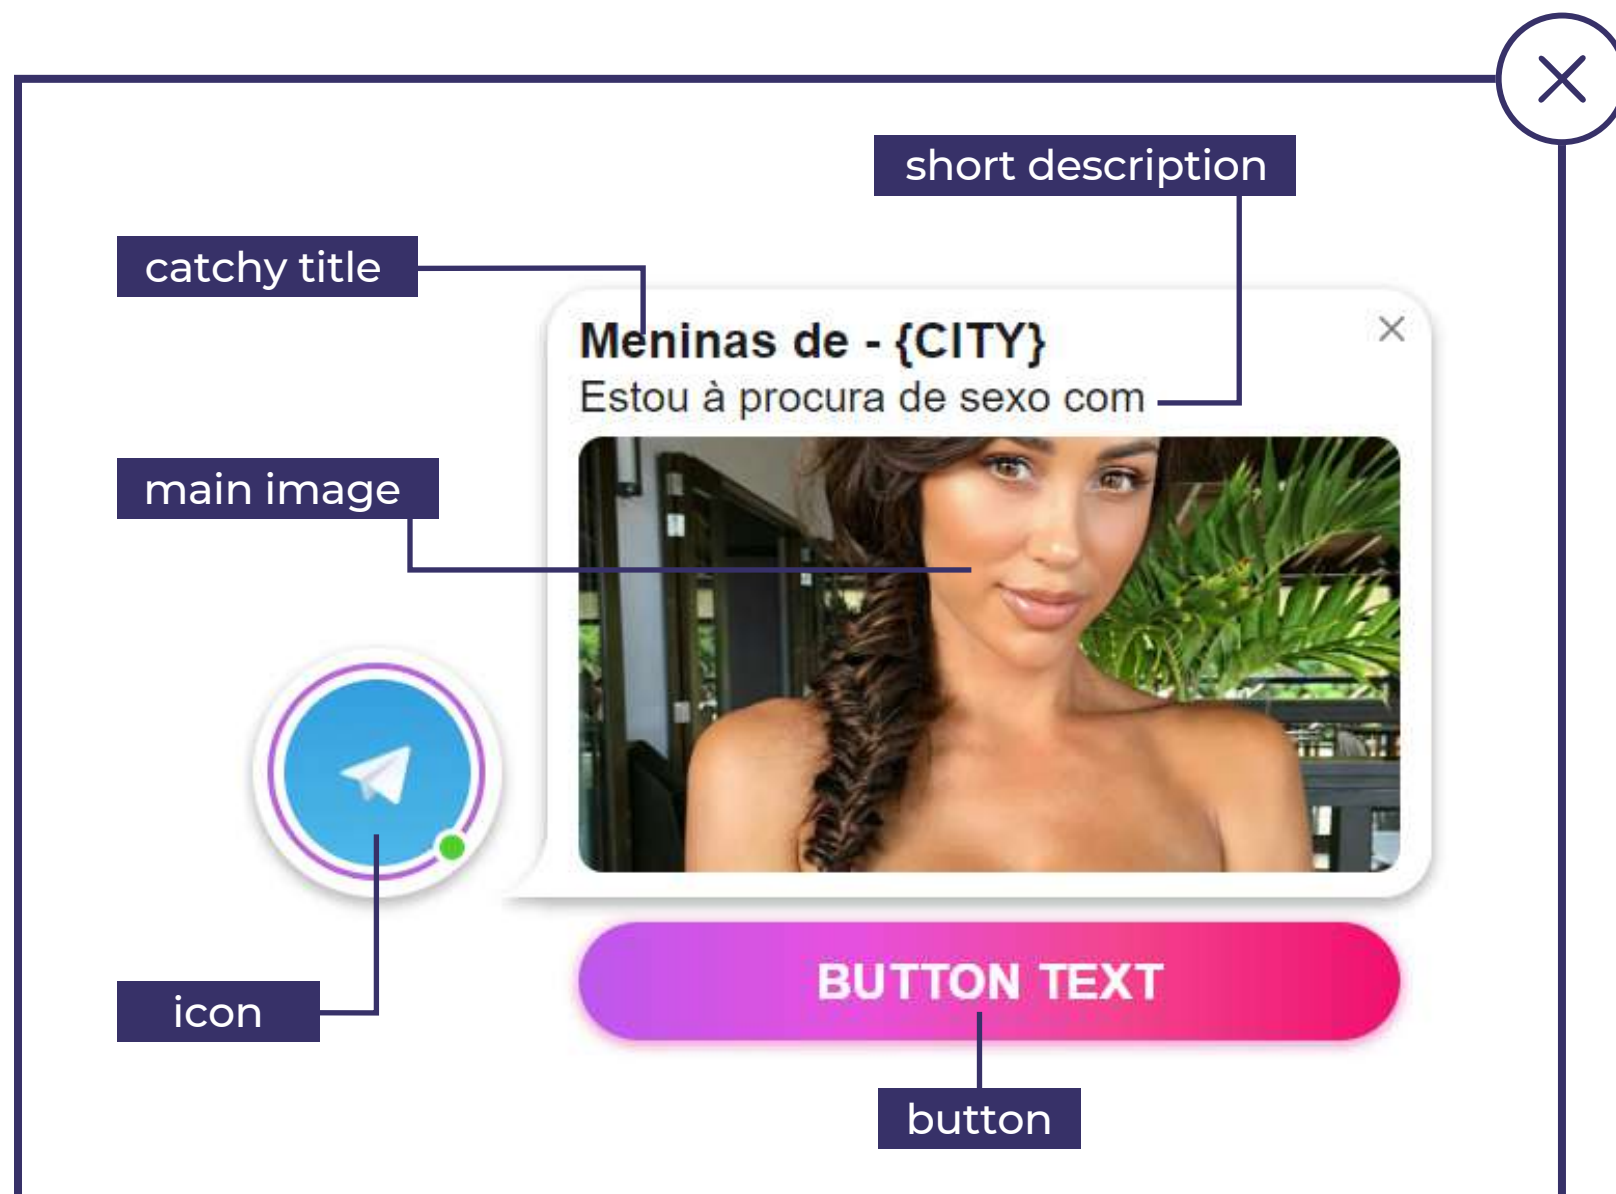 short description
catchy title
Meninas de - {CITY}
Estou à procura de sexo com
main image
icon
BUTTON TEXT
button